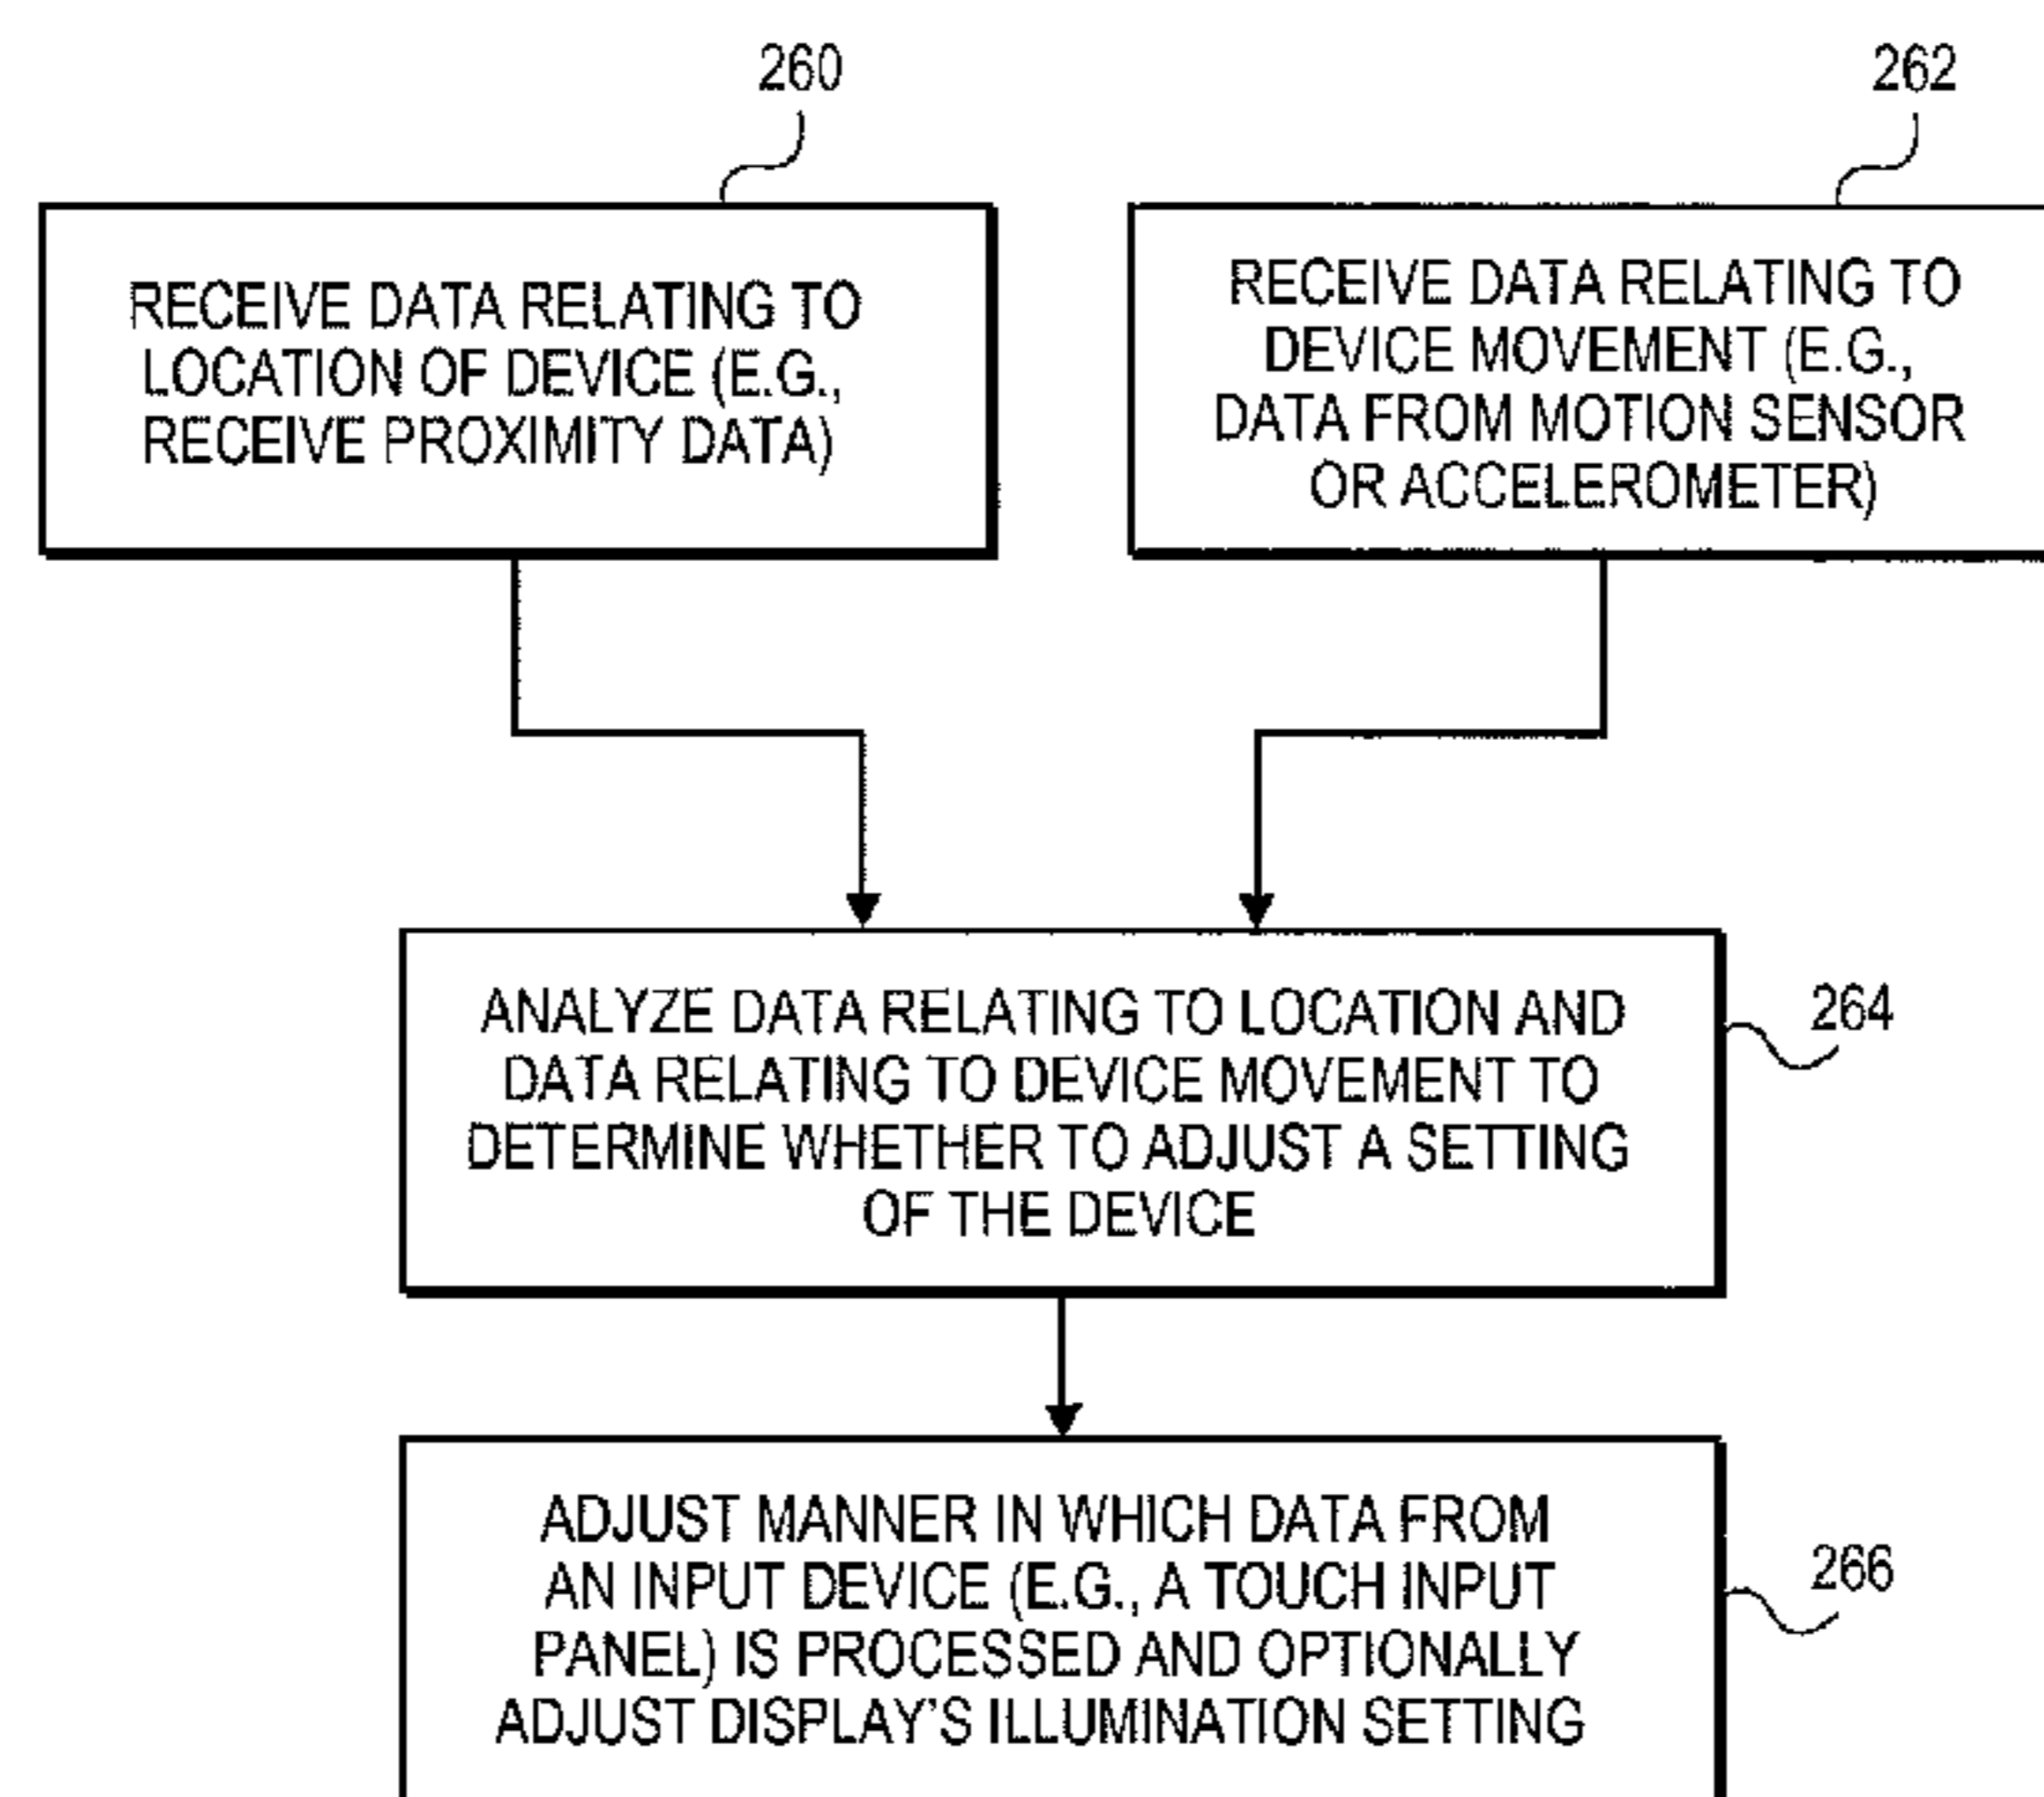 260
RECEIVE DATA RELATING TO
LOCATION OF DEVICE (E.G.,
RECEIVE PROXIMITY DATA)
262
RECEIVE DATA RELATING TO
DEVICE MOVEMENT (E.G.,
DATA FROM MOTION SENSOR
OR ACCELEROMETER)
ANALYZE DATA RELATING TO LOCATION AND
DATA RELATING TO DEVICE MOVEMENT TO
DETERMINE WHETHER TO ADJUST A SETTING
OF THE DEVICE
264
ADJUST MANNER IN WHICH DATA FROM
AN INPUT DEVICE (E.G., A TOUCH INPUT
PANEL) IS PROCESSED AND OPTIONALLY
ADJUST DISPLAY'S ILLUMINATION SETTING
266